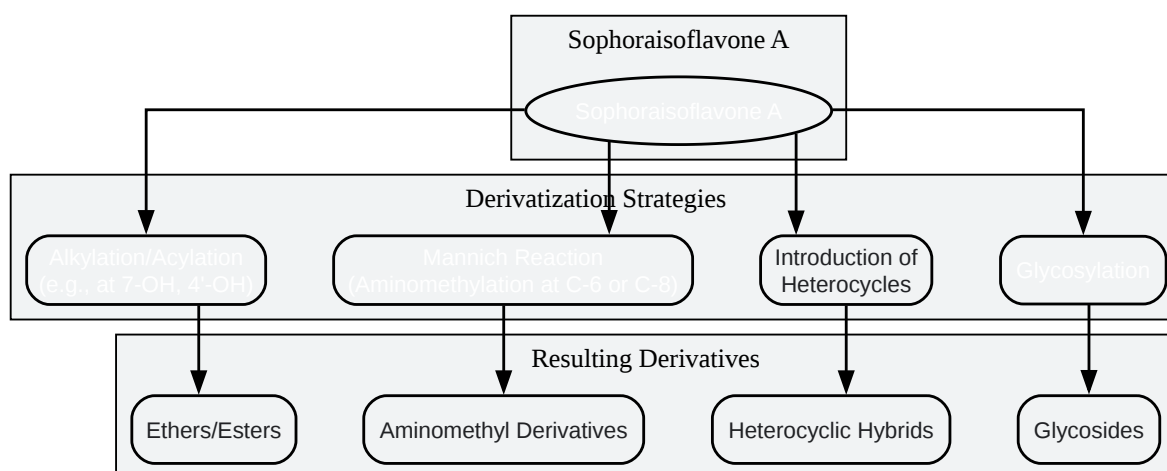 Sophoraisoflavone A
Sophoraisoflavone A
Derivatization Strategies
Alkylation/Acylation
(e.g., at 7-OH, 4'-OH)
Mannich Reaction
(Aminomethylation at C-6 or C-8)
Introduction of
Heterocycles
Glycosylation
Resulting Derivatives
Ethers/Esters
Aminomethyl Derivatives
Heterocyclic Hybrids
Glycosides